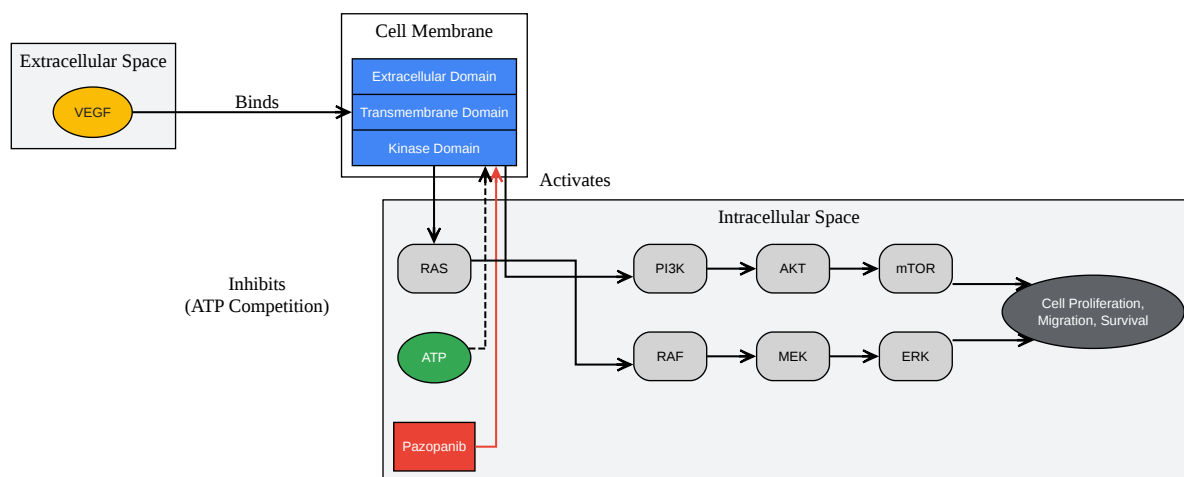 Cell Membrane
Extracellular Space
VEGF
Binds
Extracellular Domain
Transmembrane Domain
Kinase Domain
Activates
Intracellular Space
RAS
PI3K
AKT
mTOR
Inhibits
(ATP Competition)
Cell Proliferation,
Migration, Survival
ATP
RAF
MEK
ERK
Pazopanib